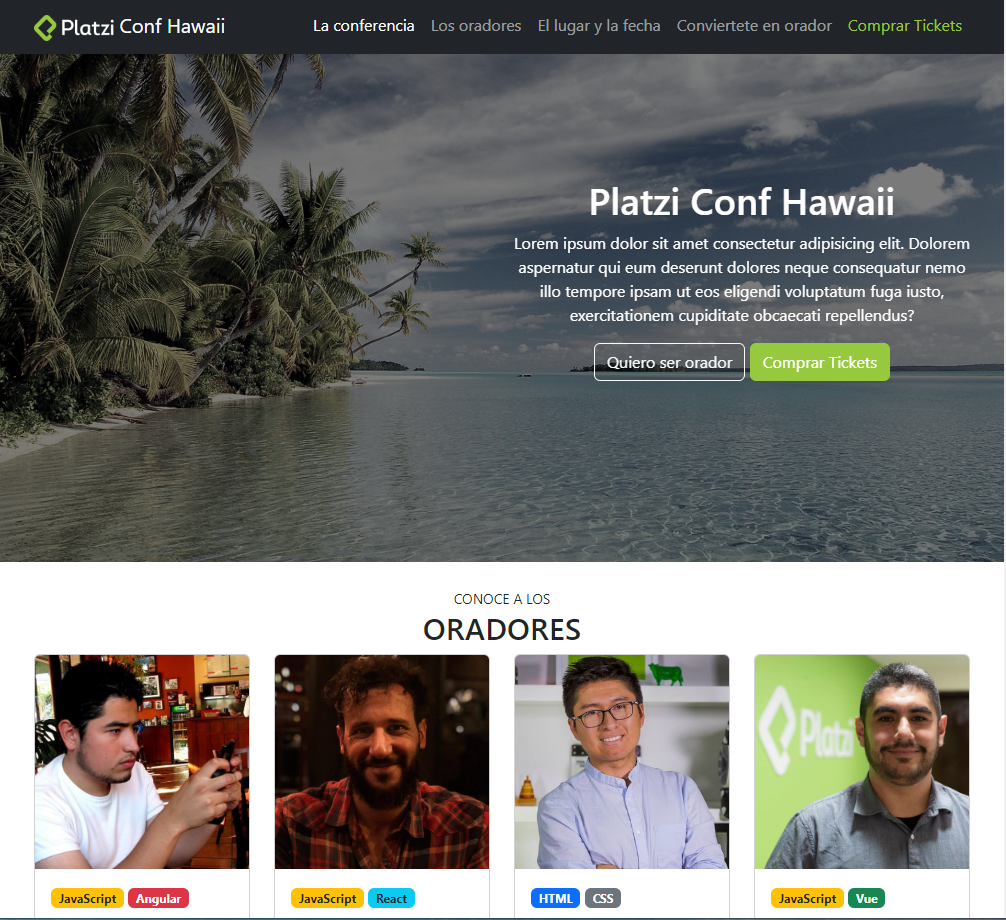 Platzi Conf Hawaii
La conferencia
Los oradores
El lugar y la fecha
Conviertete en orador
Comprar Tickets
Platzi Conf Hawaii
Lorem ipsum dolor sit amet consectetur adipisicing elit. Dolorem
aspernatur qui eum deserunt dolores neque consequatur nemo
illo tempore ipsam ut eos eligendi voluptatum fuga iusto,
exercitationem cupiditate obcaecati repellendus?
Quiero ser orador
Comprar Tickets
CONOCE A LOS
ORADORES
Platzi
JavaScript
Angular
JavaScript
React
HTML
CSS
JavaScript
Vue